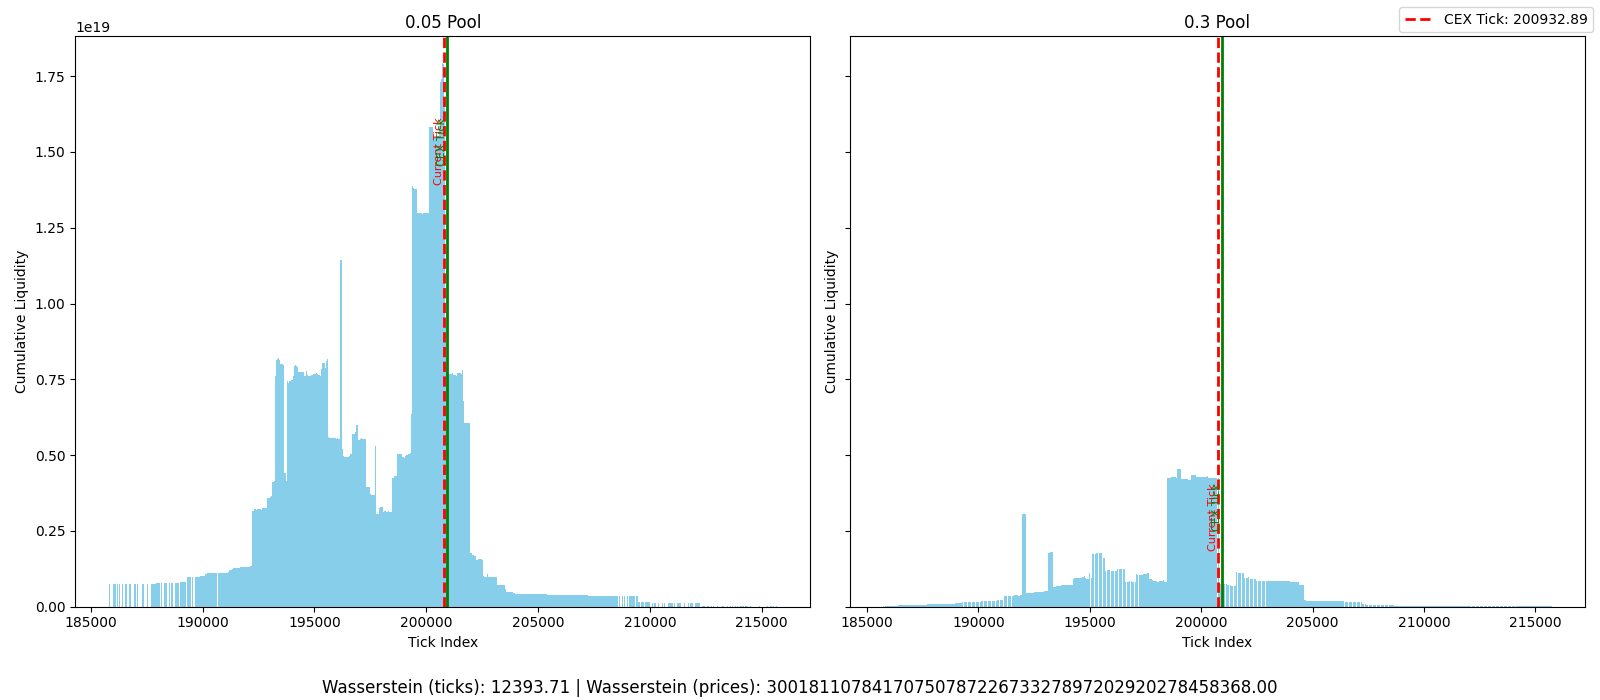 0.05 Pool
0.3 Pool
CEX Tick: 200932.89
1e19
1.75
1.50
1.25
1.00
0.75
0.50
0.25
0.00
Cumulative Liquidity
Current Tick
185000 190000 195000 200000 205000 210000 215000
Tick Index
Cumulative Liquidity
Current Tick
185000 190000 195000 200000 205000 210000 215000
Tick Index
Wasserstein (ticks): 12393.71 | Wasserstein (prices): 3001811078417075078722673327897202920278458368.00